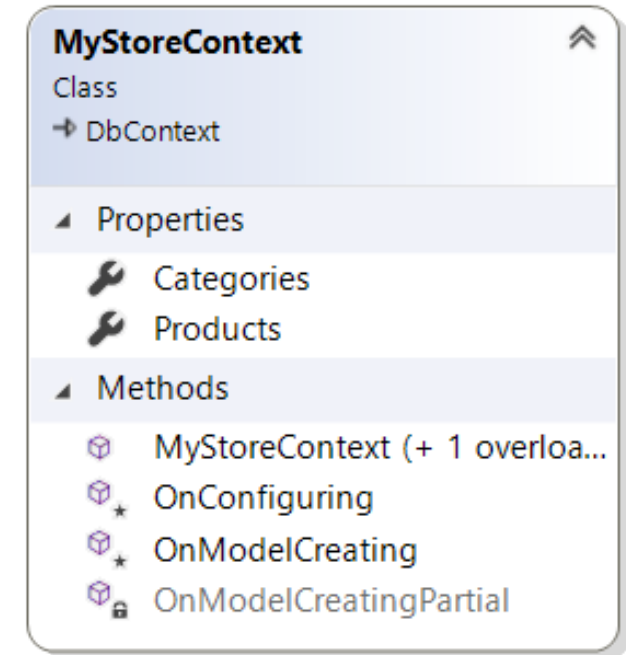 MyStoreContext
Class
DbContext
Properties
Categories
Products
Methods
MyStoreContext (+ 1 overloa...
OnConfiguring
OnModelCreating
OnModelCreatingPartial